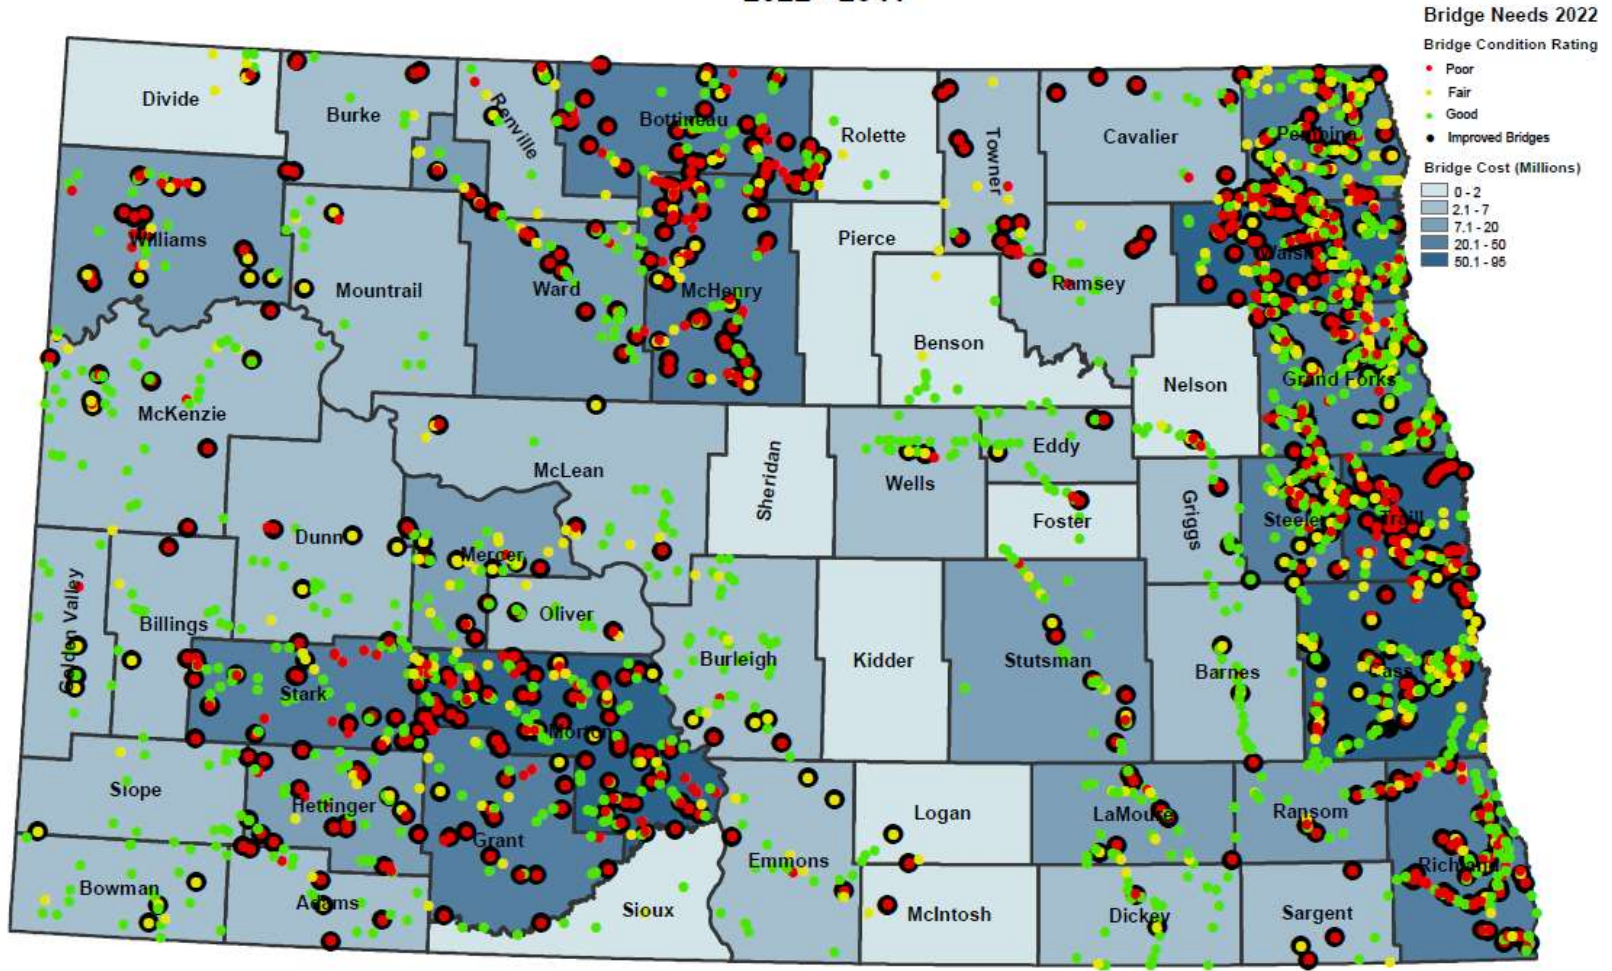 Bridge Needs 2022
Bridge Condition Rating
Poor
Fair
Good
Improved Bridges
Bridge Cost (Millions)
0 - 2
2.1 - 7
7.1 - 20
20.1 - 50
50.1 - 95
Divide
Burke
Renville
Bottineau
Rolette
Towner
Cavalier
Pembina
Williams
Mountrail
Ward
McHenry
Pierce
Ramsey
Walsh
Benson
Nelson
Grand Forks
McKenzie
McLean
Sheridan
Wells
Eddy
Foster
Griggs
Steele
Traill
Dunn
Mercer
Oliver
Golden Valley
Billings
Stark
Morton
Burleigh
Kidder
Stutsman
Barnes
Cass
Slope
Hettinger
Grant
Emmons
Logan
LaMoure
Ransom
Richland
Bowman
Adams
Sioux
McIntosh
Dickey
Sargent